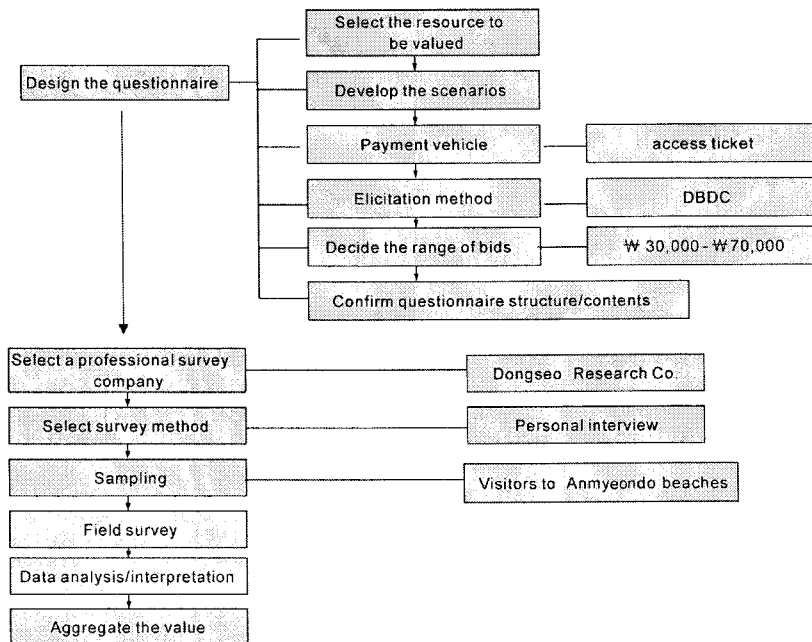 Select the resource to
be valued
Design the questionnaire
Develop the scenarios
Payment vehicle
access ticket
Elicitation method
DBDC
Decide the range of bids
₩ 30,000 - ₩ 70,000
Confirm questionnaire structure/contents
Select a professional survey
company
Dongseo Research Co.
Select survey method
Personal interview
Sampling
Visitors to Anmyeondo beaches
Field survey
Data analysis/interpretation
Aggregate the value